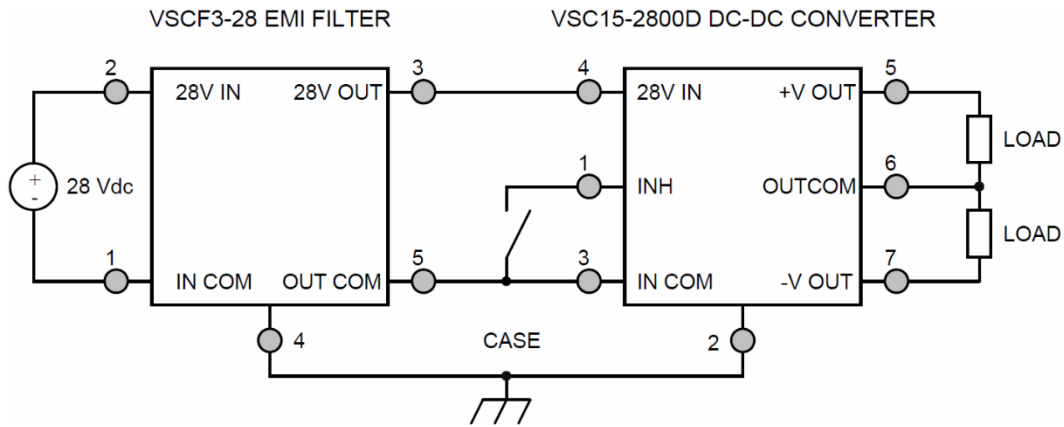 VSCF3-28 EMI FILTER
VSC15-2800D DC-DC CONVERTER
2
3
4
5
28V IN
28V OUT
28V IN
+V OUT
LOAD
+
-
28 Vdc
1
INH
OUTCOM
6
LOAD
1
5
3
7
IN COM
OUT COM
IN COM
-V OUT
4
CASE
2